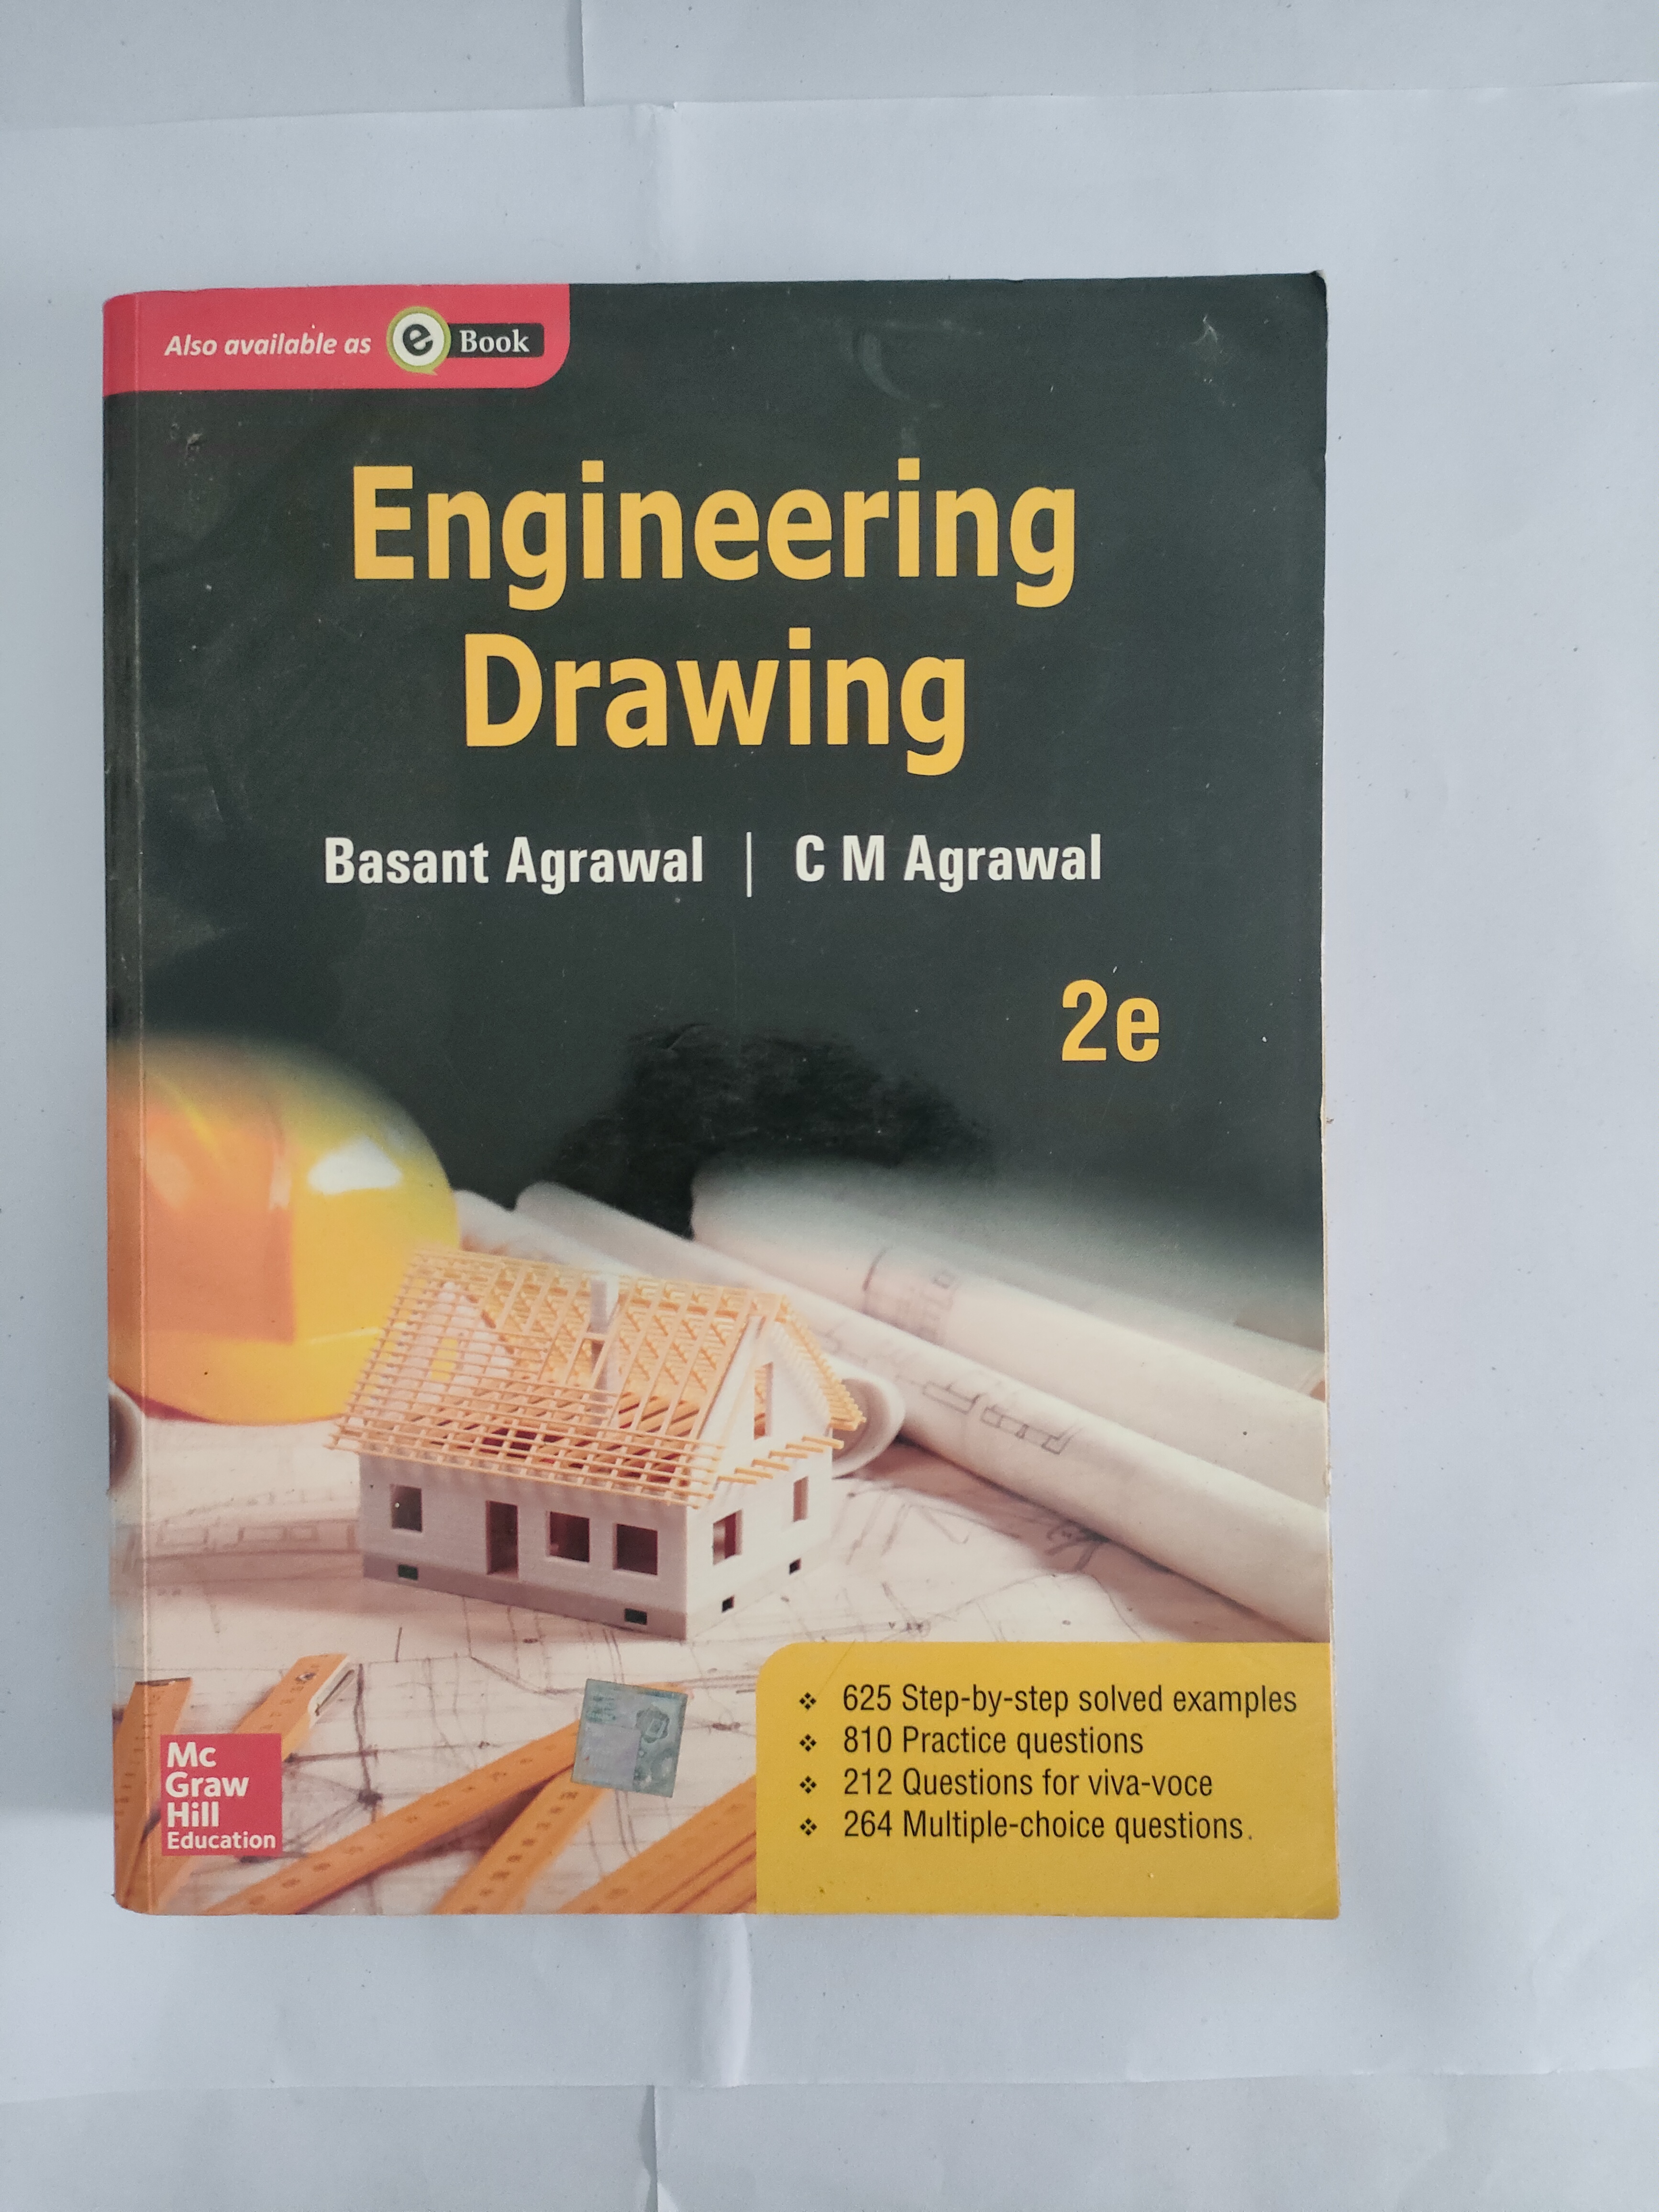 Also available as e Book
Engineering
Drawing
Basant Agrawal | C M Agrawal
2e
❖ 625 Step-by-step solved examples
❖ 810 Practice questions
❖ 212 Questions for viva-voce
❖ 264 Multiple-choice questions.
Mc
Graw
Hill
Education